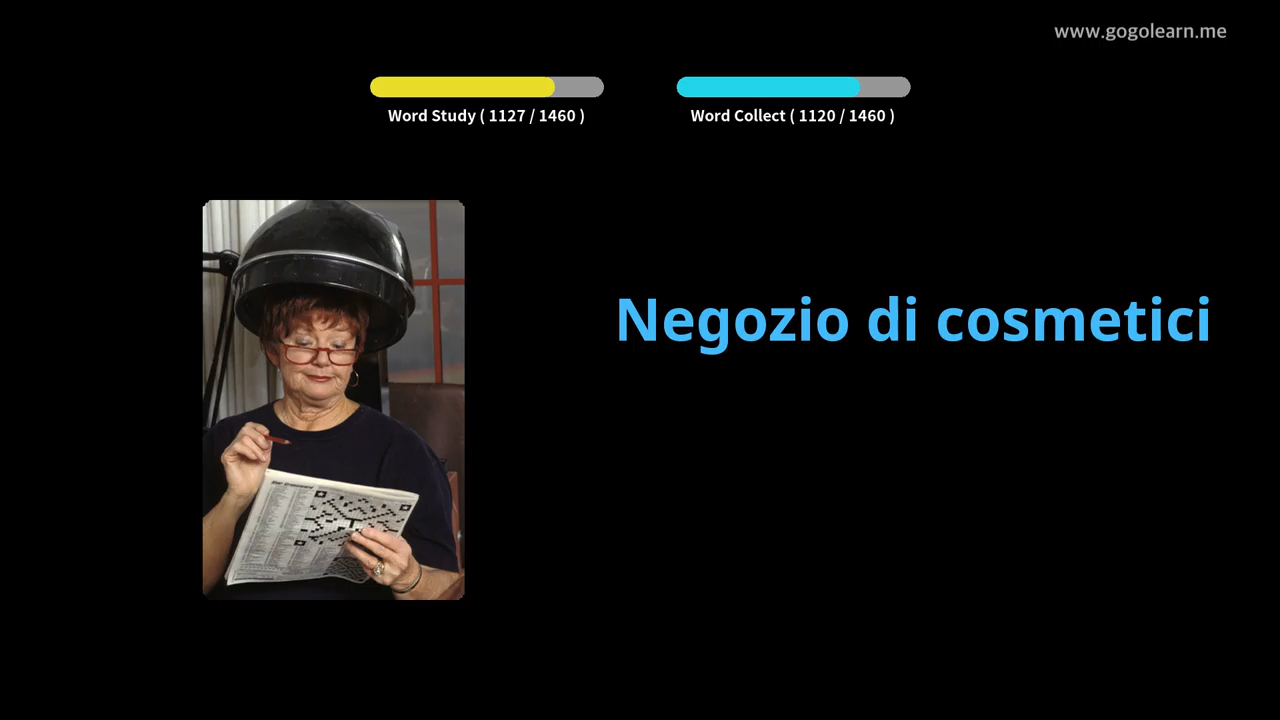 www.gogolearn.me
Word Study ( 1127 / 1460 )
Word Collect ( 1120 / 1460 )
Negozio di cosmetici